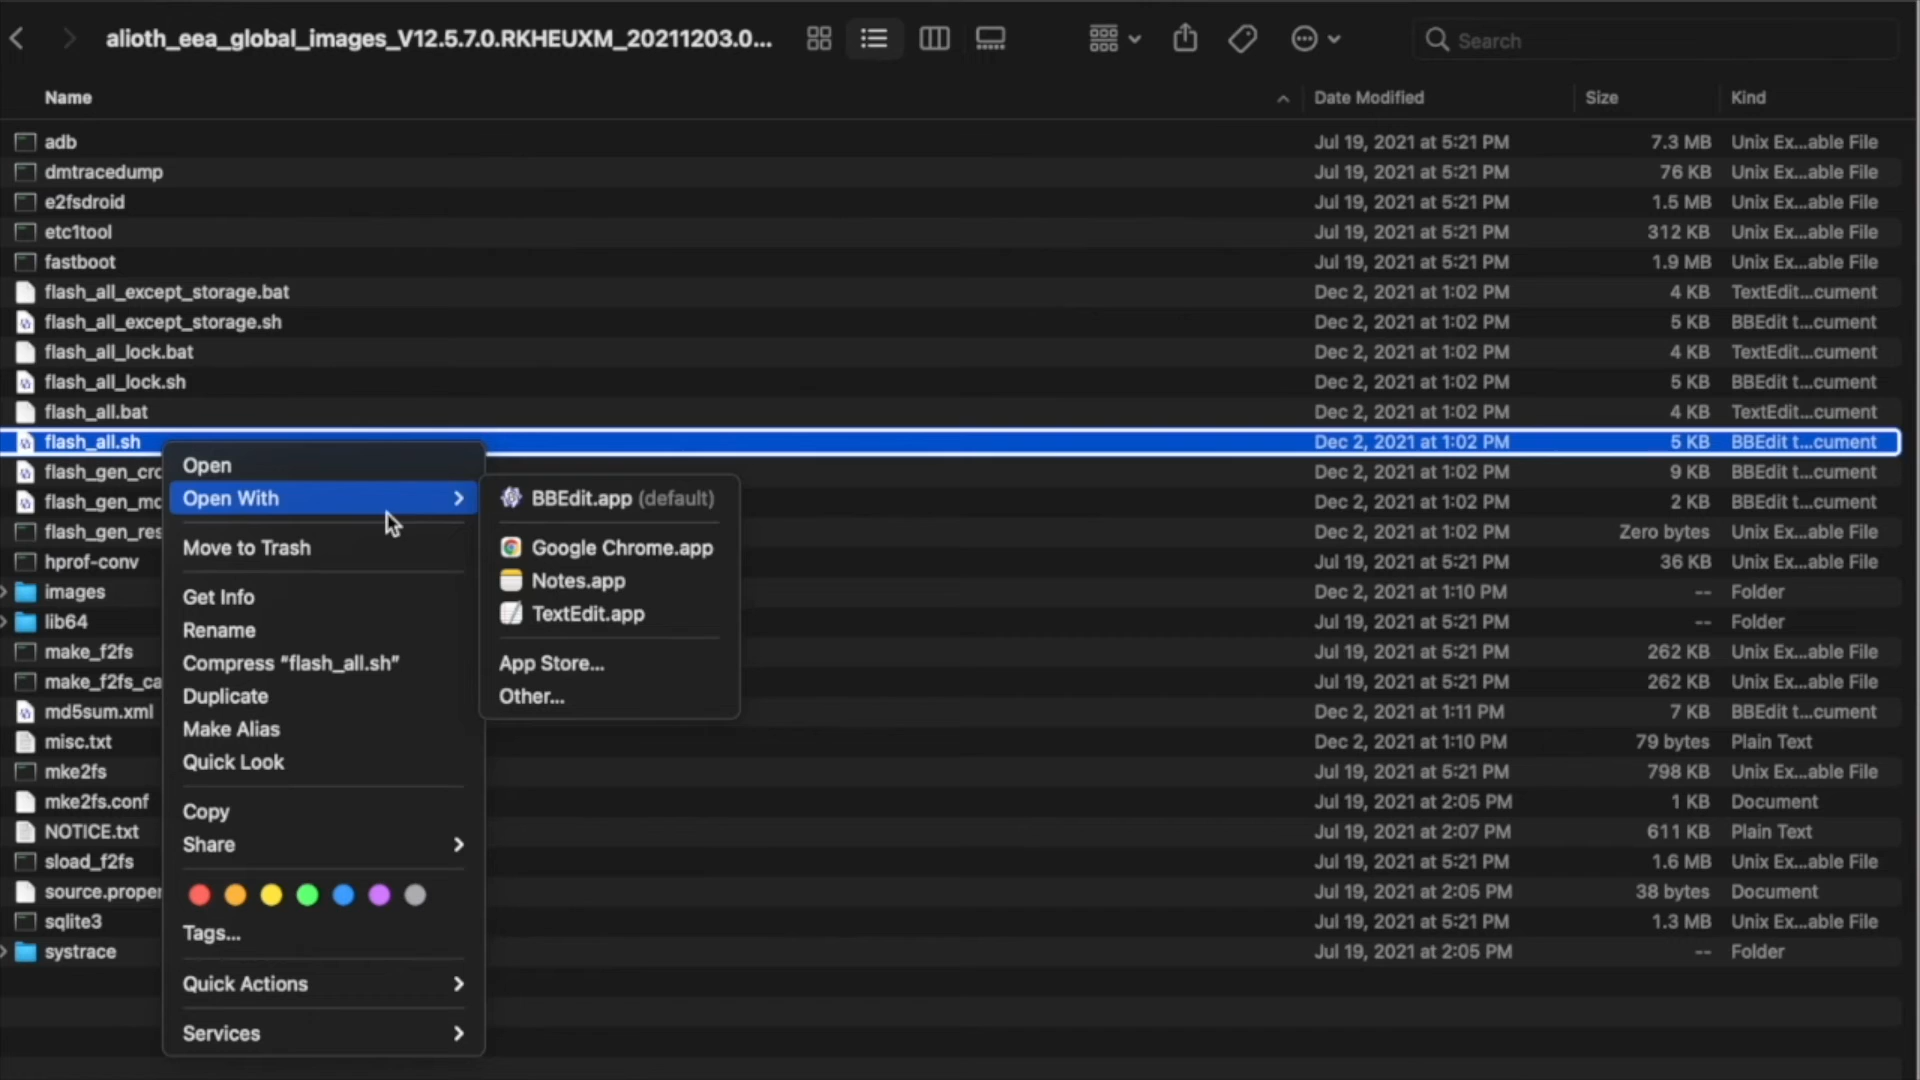 alioth_eea_global_images_V12.5.7.0.RKHEUXM_20211203.0...
Search
Name Date Modified Size Kind
adb Jul 19, 2021 at 5:21 PM 7.3 MB Unix Ex...able File
dmtracedump Jul 19, 2021 at 5:21 PM 76 KB Unix Ex...able File
e2fsdroid Jul 19, 2021 at 5:21 PM 1.5 MB Unix Ex...able File
etc1tool Jul 19, 2021 at 5:21 PM 312 KB Unix Ex...able File
fastboot Jul 19, 2021 at 5:21 PM 1.9 MB Unix Ex...able File
flash_all_except_storage.bat Dec 2, 2021 at 1:02 PM 4 KB TextEdit...cument
flash_all_except_storage.sh Dec 2, 2021 at 1:02 PM 5 KB BBEdit t...cument
flash_all_lock.bat Dec 2, 2021 at 1:02 PM 4 KB TextEdit...cument
flash_all_lock.sh Dec 2, 2021 at 1:02 PM 5 KB BBEdit t...cument
flash_all.bat Dec 2, 2021 at 1:02 PM 4 KB TextEdit...cument
flash_all.sh Dec 2, 2021 at 1:02 PM 5 KB BBEdit t...cument
flash_gen_crc Dec 2, 2021 at 1:02 PM 9 KB BBEdit t...cument
flash_gen_md Dec 2, 2021 at 1:02 PM 2 KB BBEdit t...cument
flash_gen_res Dec 2, 2021 at 1:02 PM Zero bytes Unix Ex...able File
hprof-conv Jul 19, 2021 at 5:21 PM 36 KB Unix Ex...able File
images Dec 2, 2021 at 1:10 PM -- Folder
lib64 Jul 19, 2021 at 5:21 PM -- Folder
make_f2fs Jul 19, 2021 at 5:21 PM 262 KB Unix Ex...able File
make_f2fs_ca Jul 19, 2021 at 5:21 PM 262 KB Unix Ex...able File
md5sum.xml Dec 2, 2021 at 1:11 PM 7 KB BBEdit t...cument
misc.txt Dec 2, 2021 at 1:10 PM 79 bytes Plain Text
mke2fs Jul 19, 2021 at 5:21 PM 798 KB Unix Ex...able File
mke2fs.conf Jul 19, 2021 at 2:05 PM 1 KB Document
NOTICE.txt Jul 19, 2021 at 2:07 PM 611 KB Plain Text
sload_f2fs Jul 19, 2021 at 5:21 PM 1.6 MB Unix Ex...able File
source.proper Jul 19, 2021 at 2:05 PM 38 bytes Document
sqlite3 Jul 19, 2021 at 5:21 PM 1.3 MB Unix Ex...able File
systrace Jul 19, 2021 at 2:05 PM -- Folder
Open
Open With
Move to Trash
Get Info
Rename
Compress "flash_all.sh"
Duplicate
Make Alias
Quick Look
Copy
Share
Tags...
Quick Actions
Services
BBEdit.app (default)
Google Chrome.app
Notes.app
TextEdit.app
App Store...
Other...